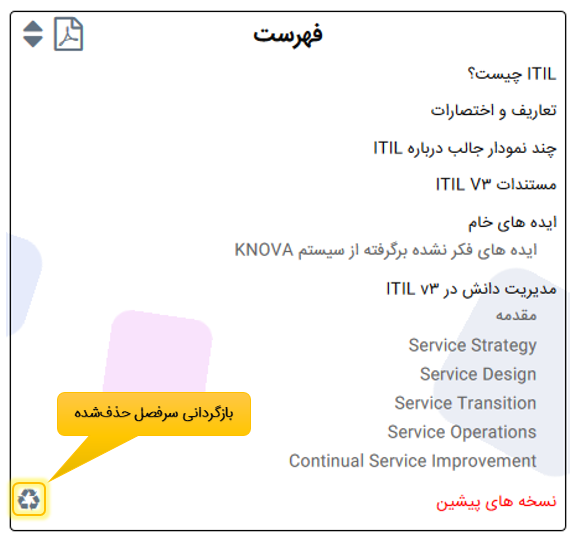 فهرست
ITIL چیست؟
تعاریف و اختصارات
چند نمودار جالب درباره ITIL
مستندات ITIL V۳
ایده های خام
ایده های فکر نشده برگرفته از سیستم KNOVA
مدیریت دانش در ITIL v۳
مقدمه
Service Strategy
Service Design
Service Transition
بازگردانی سرفصل حذف‌شده
Service Operations
Continual Service Improvement
نسخه های پیشین